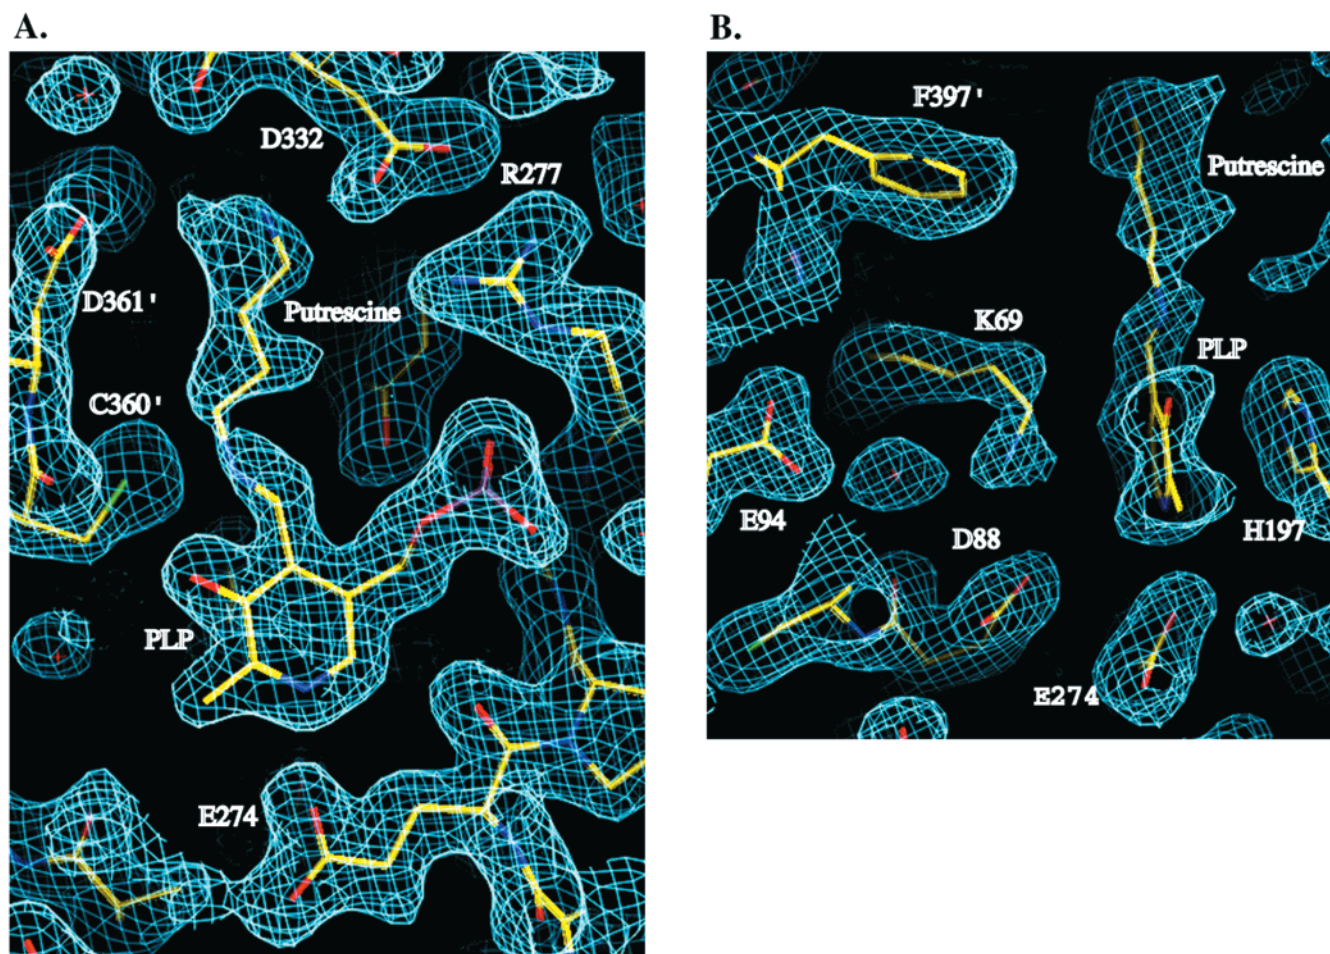 A.
D332
R277
D361'
Putrescine
C360'
PLP
E274
B.
F397'
Putrescine
K69
PLP
E94
D88
H197
E274